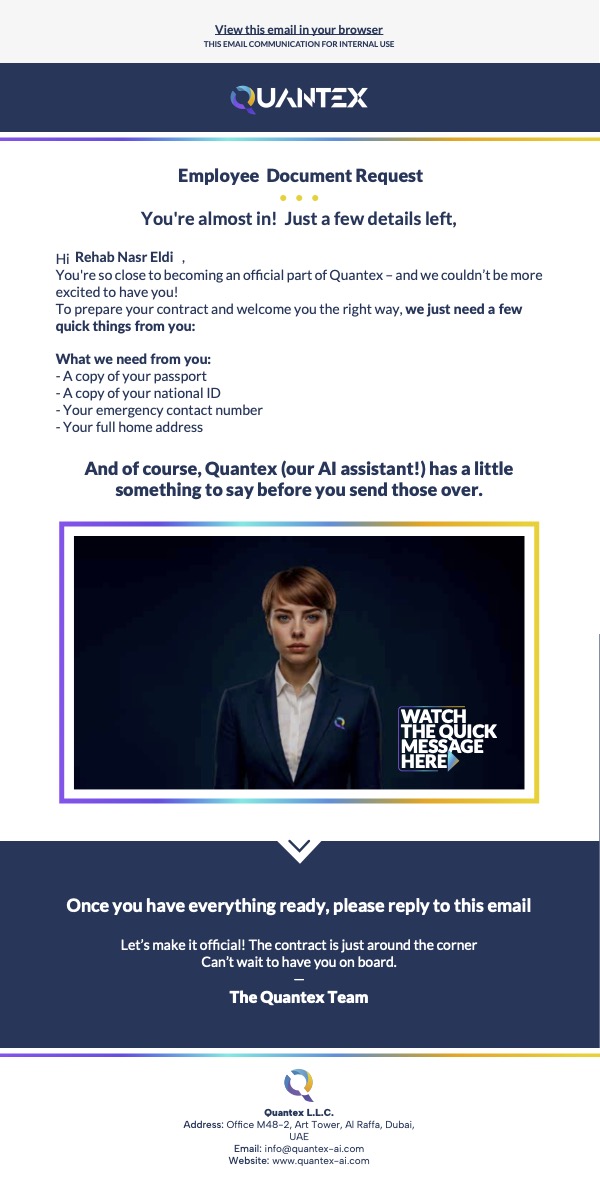 View this email in your browser
THIS EMAIL COMMUNICATION FOR INTERNAL USE
QUANTEX
Employee Document Request
You're almost in! Just a few details left,
Hi Rehab Nasr Eldi ,
You're so close to becoming an official part of Quantex – and we couldn't be more
excited to have you!
To prepare your contract and welcome you the right way, we just need a few
quick things from you:
What we need from you:
- A copy of your passport
- A copy of your national ID
- Your emergency contact number
- Your full home address
And of course, Quantex (our AI assistant!) has a little
something to say before you send those over.
WATCH
THE QUICK
MESSAGE
HERE
Once you have everything ready, please reply to this email
Let's make it official! The contract is just around the corner
Can't wait to have you on board.
—
The Quantex Team
Quantex L.L.C.
Address: Office M48-2, Art Tower, Al Raffa, Dubai,
UAE
Email: info@quantex-ai.com
Website: www.quantex-ai.com